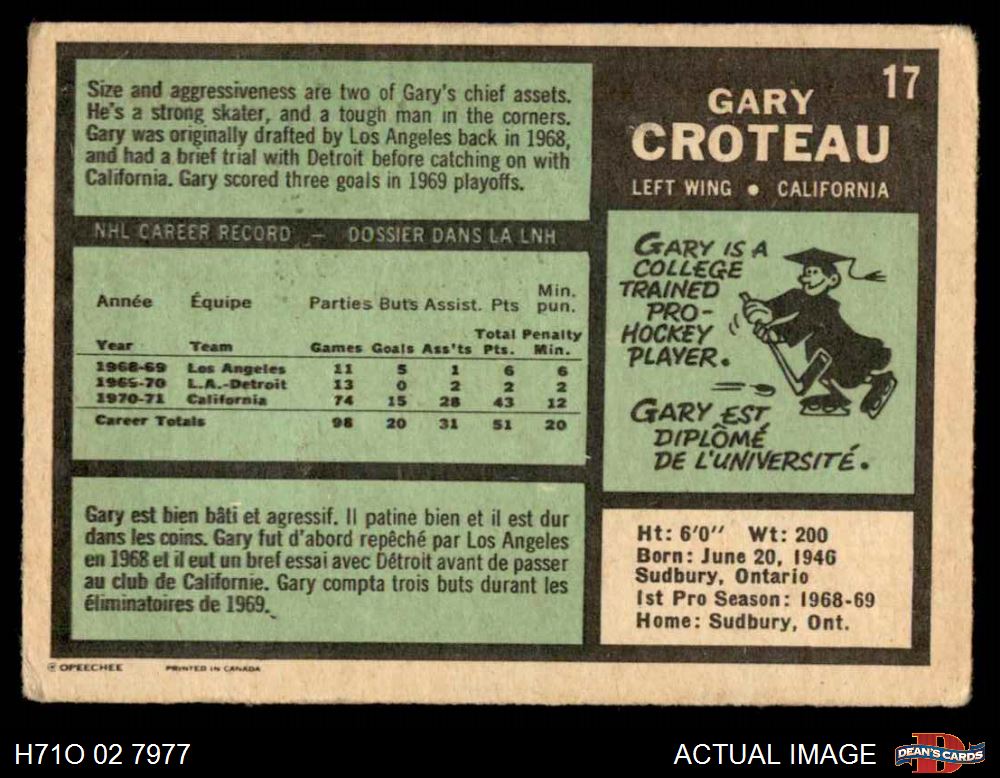 17
GARY
CROTEAU
LEFT WING ● CALIFORNIA
Size and aggressiveness are two of Gary's chief assets.
He's a strong skater, and a tough man in the corners.
Gary was originally drafted by Los Angeles back in 1968,
and had a brief trial with Detroit before catching on with
California. Gary scored three goals in 1969 playoffs.
NHL CAREER RECORD — DOSSIER DANS LA LNH
Année Équipe Parties Buts Assist. Pts Min. pun.
Year Team Games Goals Ass'ts Total Pts. Penalty Min.
1968-69 Los Angeles 11 5 1 6 6
1969-70 L.A.-Detroit 13 0 2 2 2
1970-71 California 74 15 28 43 12
Career Totals 98 20 31 51 20
GARY IS A
COLLEGE
TRAINED
PRO-
HOCKEY
PLAYER.
GARY EST
DIPLÔMÉ
DE L'UNIVERSITÉ.
Gary est bien bâti et agressif. Il patine bien et il est dur
dans les coins. Gary fut d'abord repêché par Los Angeles
en 1968 et il eut un bref essai avec Détroit avant de passer
au club de Californie. Gary compta trois buts durant les
éliminatoires de 1969.
Ht: 6'0" Wt: 200
Born: June 20, 1946
Sudbury, Ontario
1st Pro Season: 1968-69
Home: Sudbury, Ont.
© OPEECHEE PRINTED IN CANADA
H71O 02 7977
ACTUAL IMAGE
DEAN'S CARDS